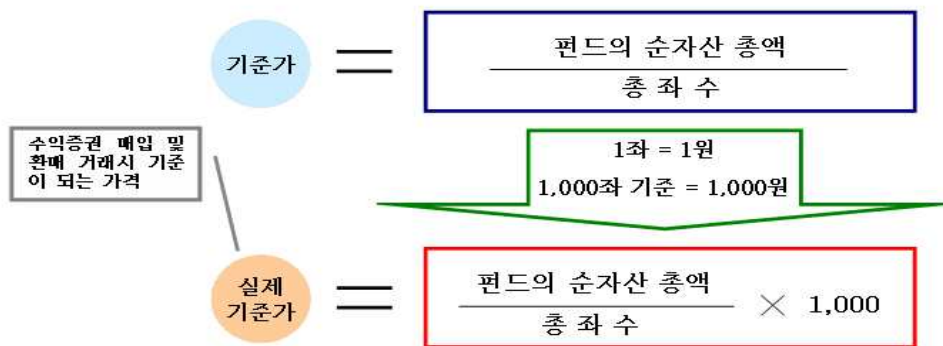 기준가
펀드의 순자산 총액
총 좌 수
수익증권 매입 및
환매 거래시 기준
이 되는 가격
1좌 = 1원
1,000좌 기준 = 1,000원
실제
기준가
펀드의 순자산 총액
총 좌 수
× 1,000